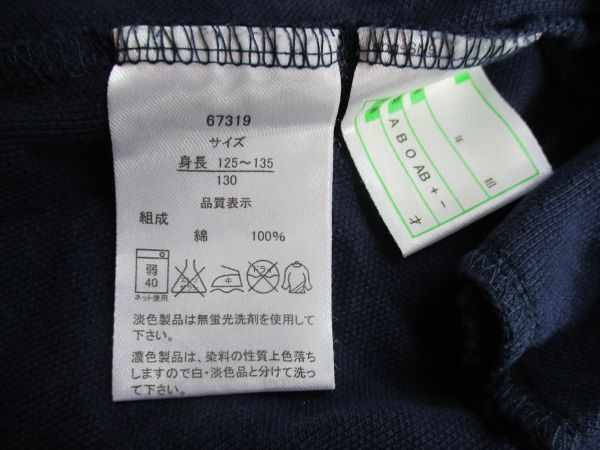 67319
サイズ
身長 125～135
130
品質表示
組成
綿 100%
弱
40
中
ドライ
ネット使用
淡色製品は無蛍光洗剤を使用して
下さい。
濃色製品は、染料の性質上色落ち
しますので白・淡色品と分けて洗っ
て下さい。
年 組
A B O AB + -
才